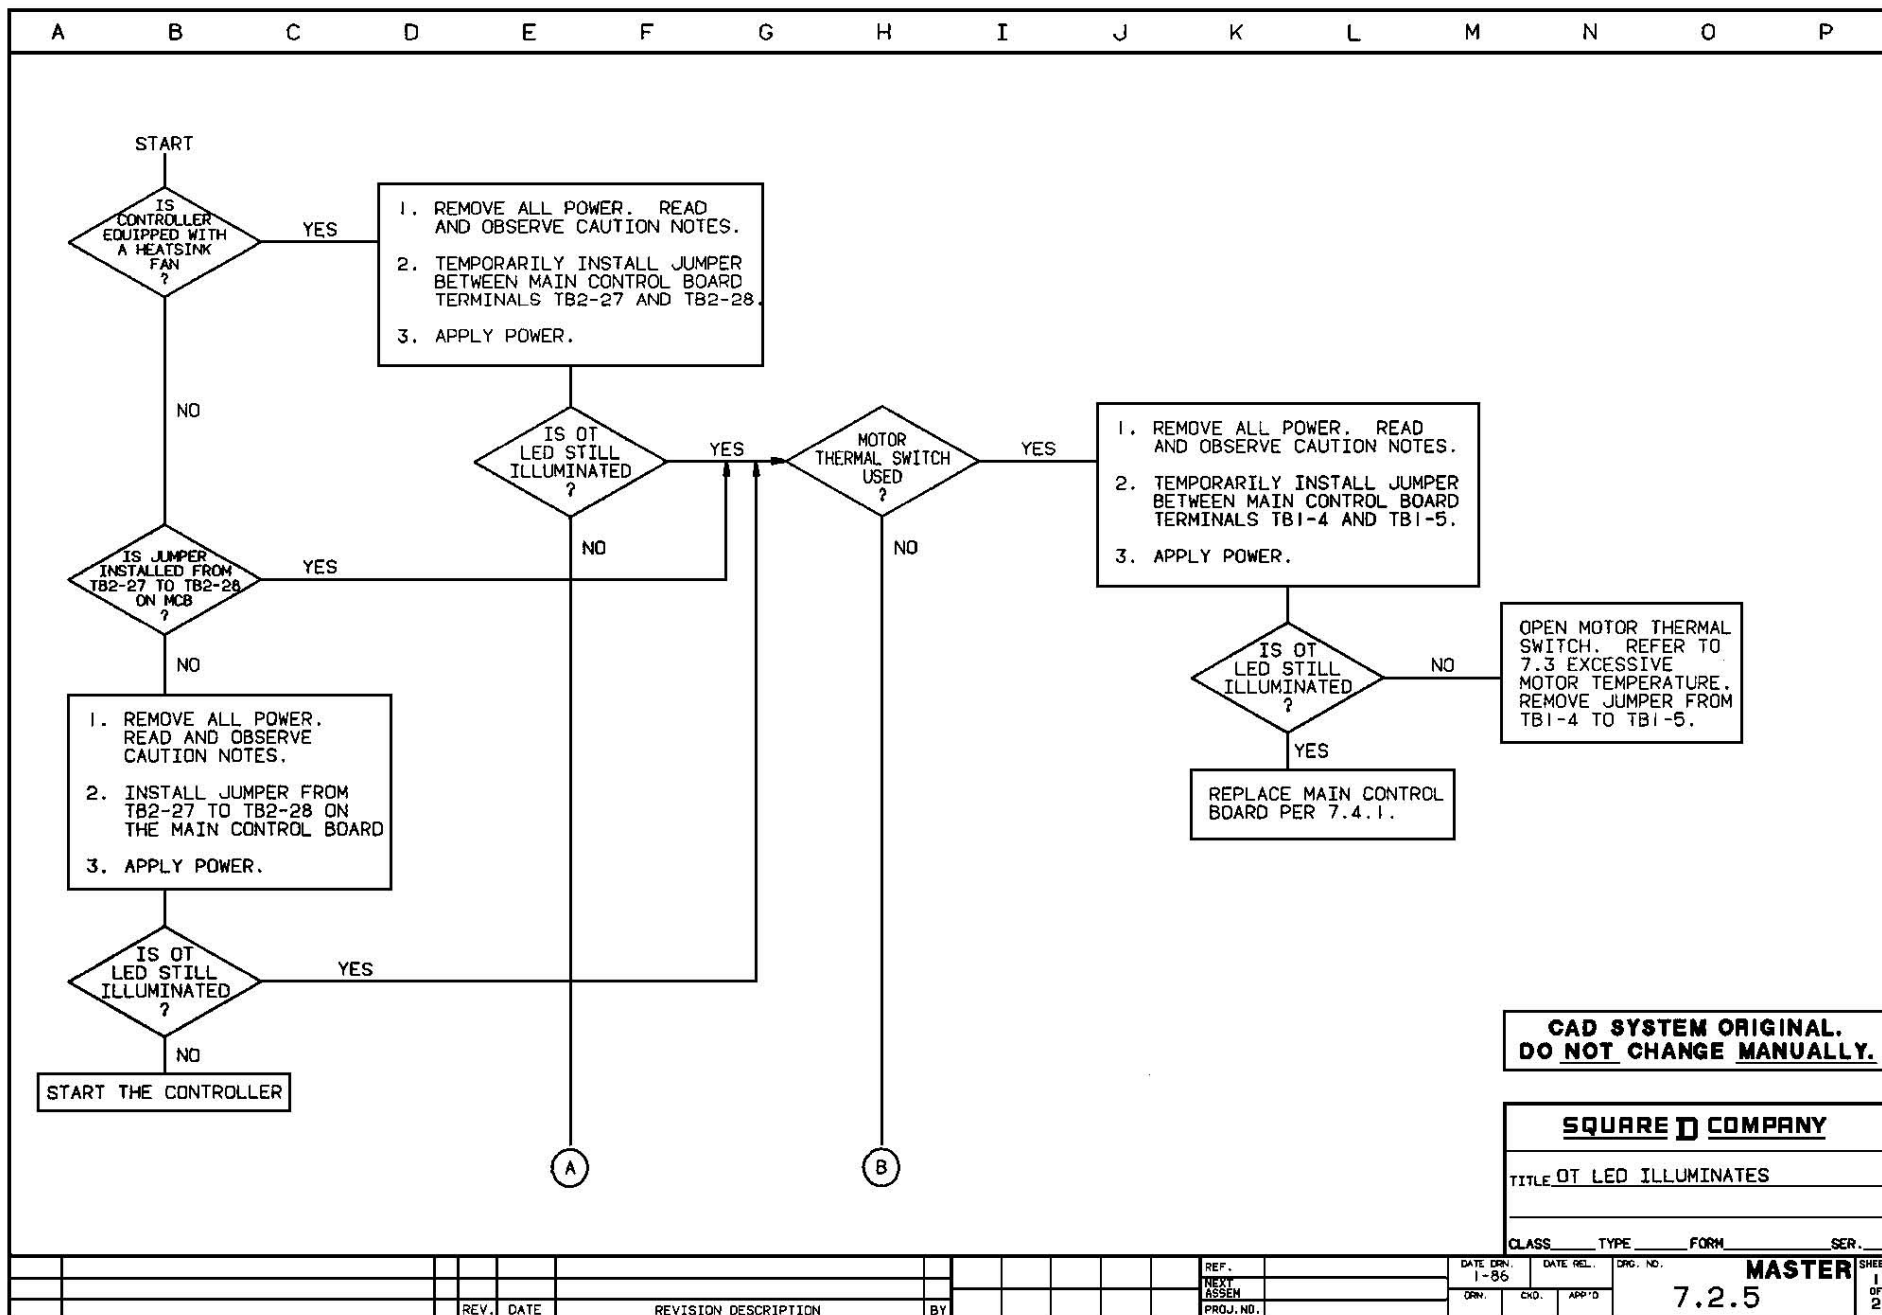 A B C D E F G H I J K L M N O P
START
IS
CONTROLLER
EQUIPPED WITH
A HEATSINK
FAN
?
YES
NO
1. REMOVE ALL POWER. READ
AND OBSERVE CAUTION NOTES.
2. TEMPORARILY INSTALL JUMPER
BETWEEN MAIN CONTROL BOARD
TERMINALS TB2-27 AND TB2-28.
3. APPLY POWER.
IS OT
LED STILL
ILLUMINATED
?
YES
NO
MOTOR
THERMAL SWITCH
USED
?
YES
NO
1. REMOVE ALL POWER. READ
AND OBSERVE CAUTION NOTES.
2. TEMPORARILY INSTALL JUMPER
BETWEEN MAIN CONTROL BOARD
TERMINALS TB1-4 AND TB1-5.
3. APPLY POWER.
IS JUMPER
INSTALLED FROM
TB2-27 TO TB2-28
ON MCB
?
YES
NO
IS OT
LED STILL
ILLUMINATED
?
NO
YES
OPEN MOTOR THERMAL
SWITCH. REFER TO
7.3 EXCESSIVE
MOTOR TEMPERATURE.
REMOVE JUMPER FROM
TB1-4 TO TB1-5.
REPLACE MAIN CONTROL
BOARD PER 7.4.1.
1. REMOVE ALL POWER.
READ AND OBSERVE
CAUTION NOTES.
2. INSTALL JUMPER FROM
TB2-27 TO TB2-28 ON
THE MAIN CONTROL BOARD
3. APPLY POWER.
IS OT
LED STILL
ILLUMINATED
?
YES
NO
START THE CONTROLLER
A
B
CAD SYSTEM ORIGINAL.
DO NOT CHANGE MANUALLY.
SQUARE D COMPANY
TITLE OT LED ILLUMINATES
CLASS TYPE FORM SER.
REV. DATE REVISION DESCRIPTION BY
REF.
NEXT
ASSEM
PROJ. NO.
DATE DRN.
1-86
DATE REL.
DRN. CKD. APP'D
DRG. NO.
MASTER
7.2.5
SHEE
1
OF
2